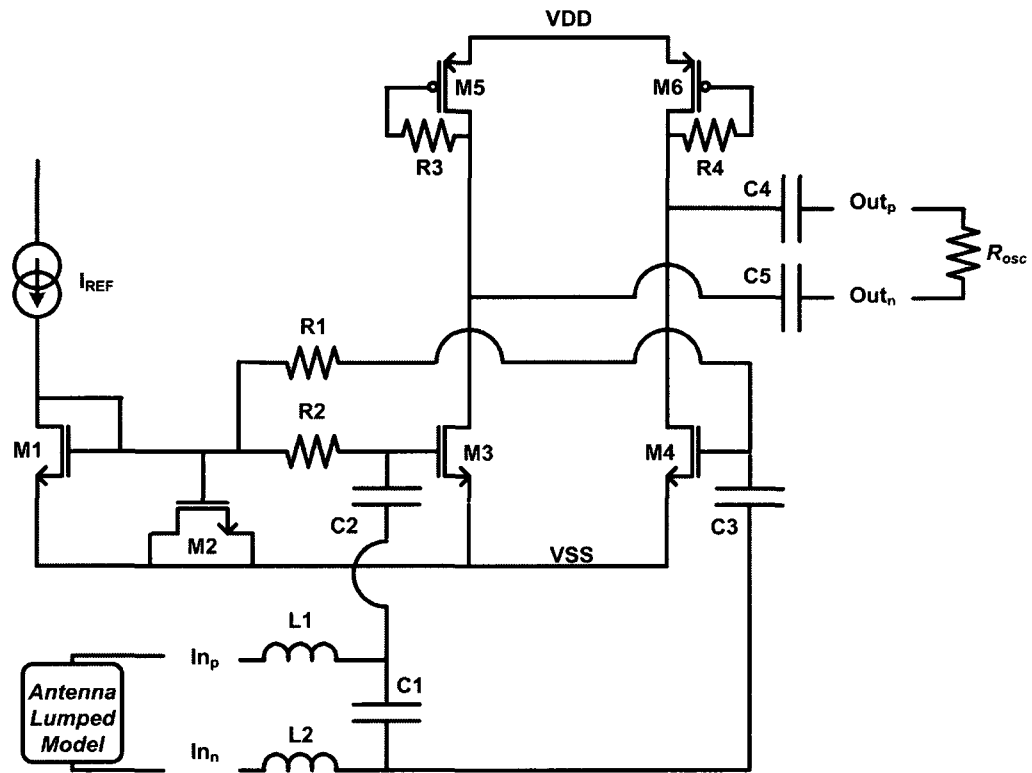 VDD
M5
M6
R3
R4
C4
Outp
Rosc
IREF
C5
Outn
R1
R2
M1
M3
M4
C2
C3
M2
VSS
L1
Inp
C1
Antenna
Lumped
Model
L2
Inn